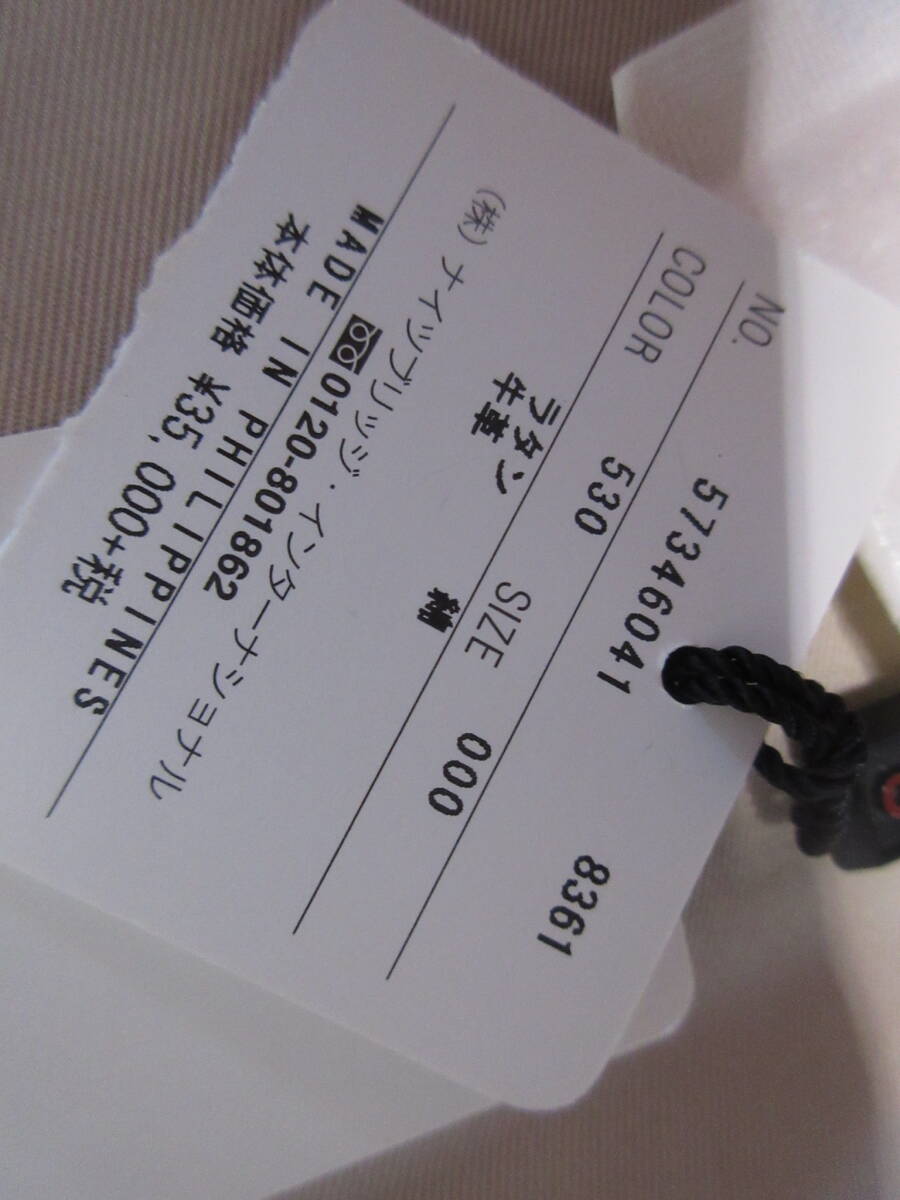 NO. 57346041 8361
COLOR 530 SIZE 000
ラタン 綿
牛革
(株)ナイツブリッジ・インターナショナル
0120-801862
MADE IN PHILIPPINES
本体価格 ¥35,000+税